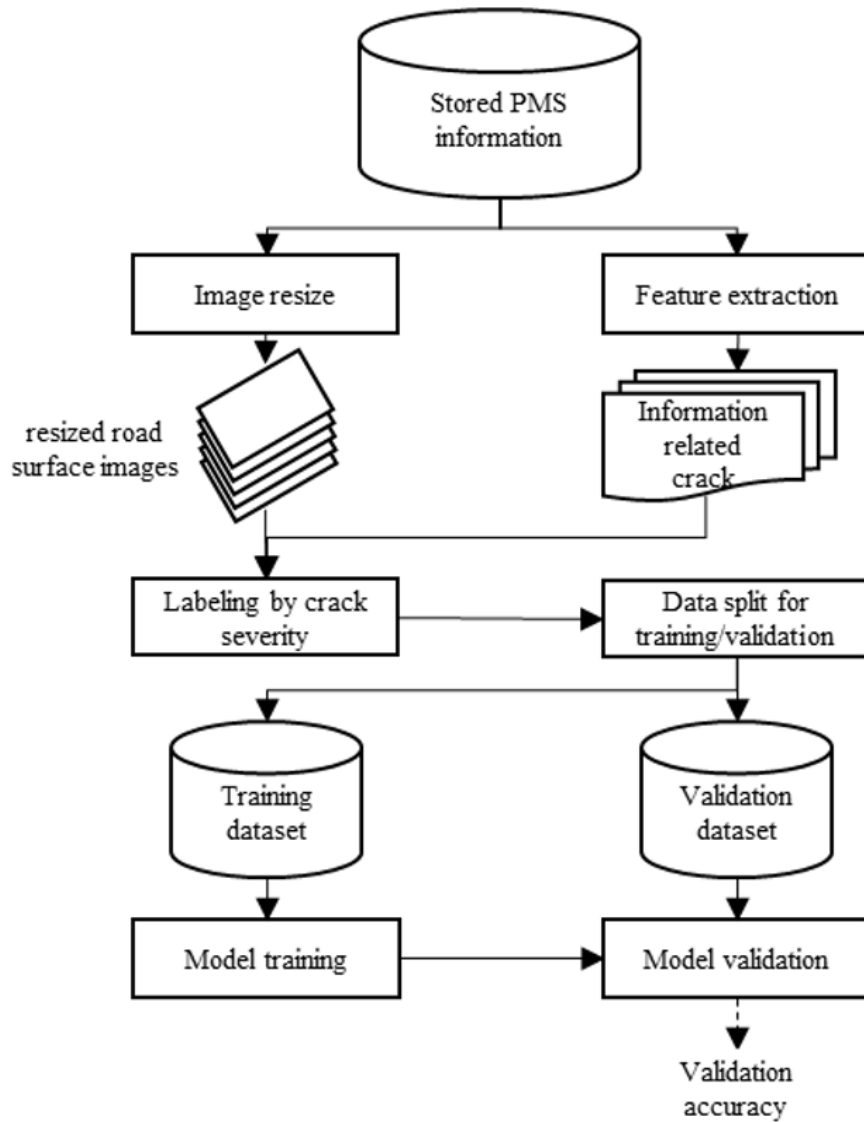 Stored PMS
information
Image resize
Feature extraction
resized road
surface images
Information
related
crack
Labeling by crack
severity
Data split for
training/validation
Training
dataset
Validation
dataset
Model training
Model validation
Validation
accuracy